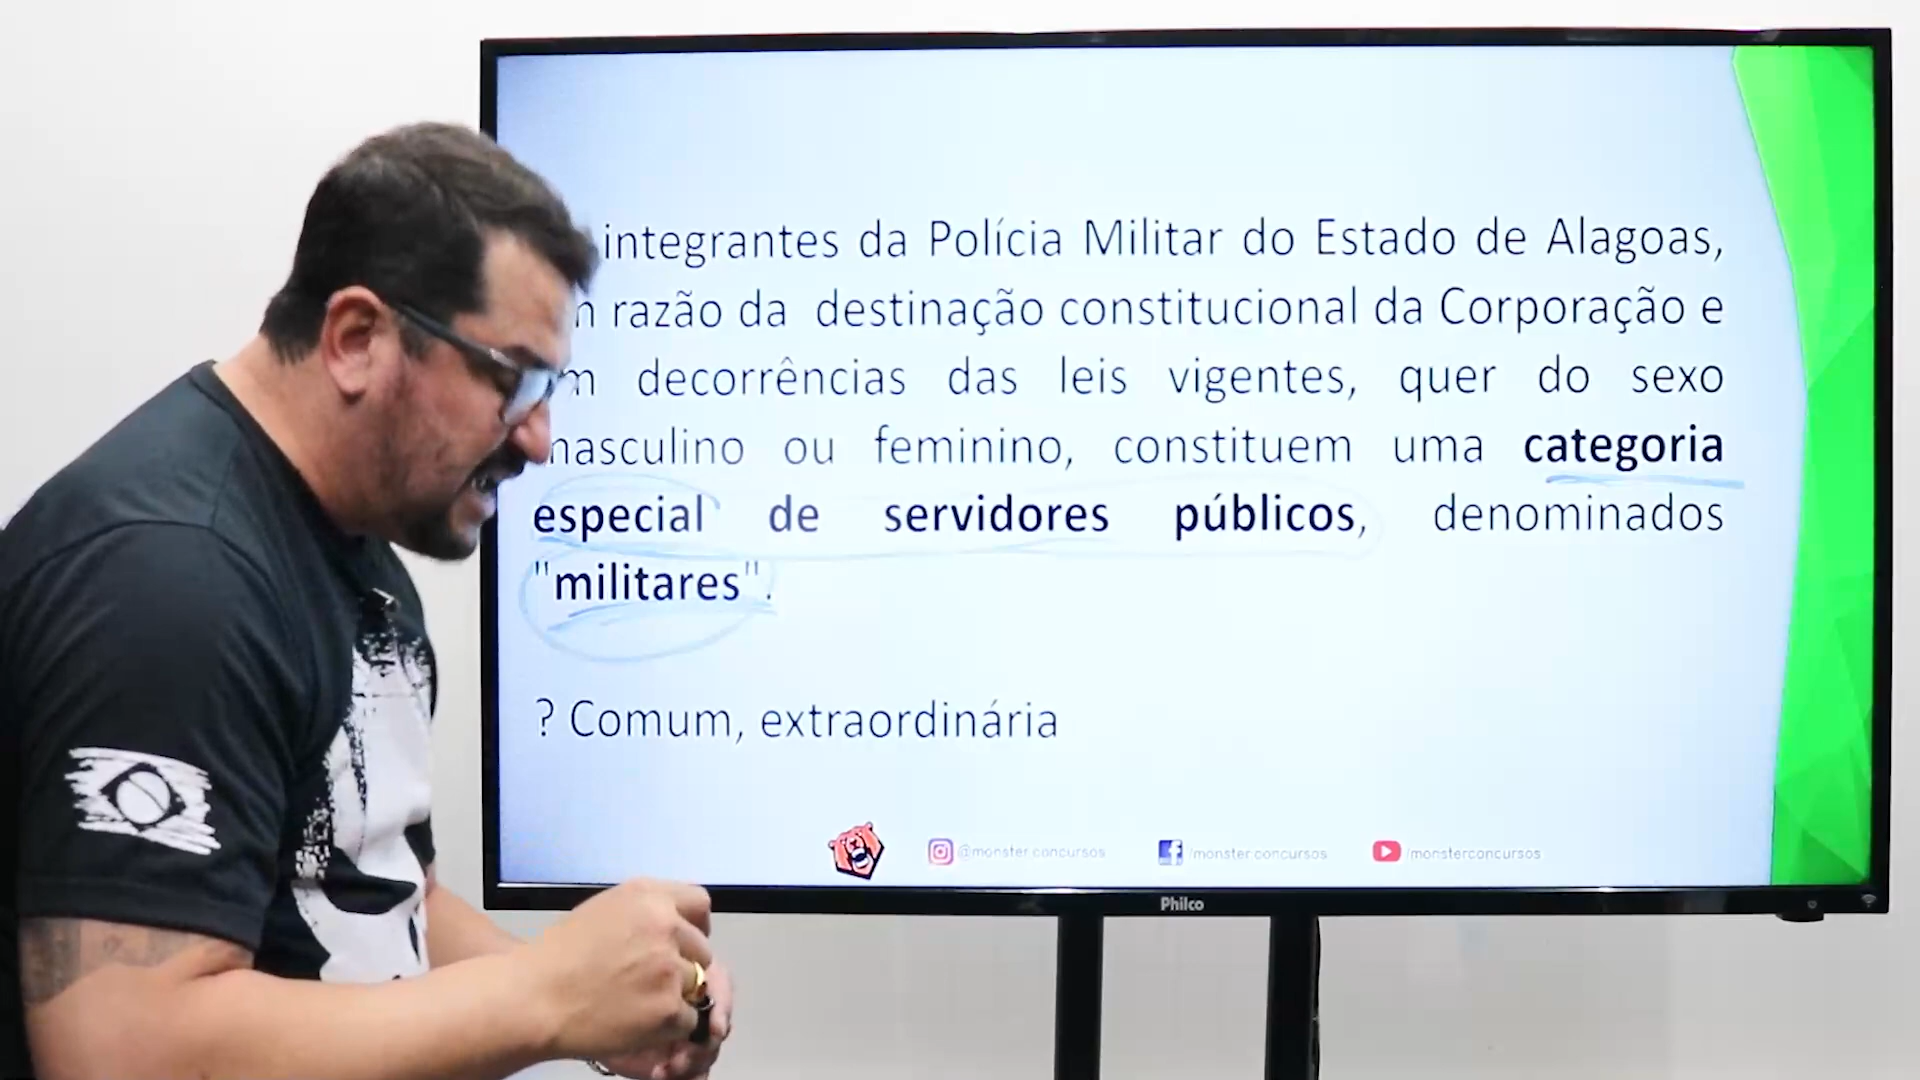 integrantes da Polícia Militar do Estado de Alagoas,
razão da destinação constitucional da Corporação e
decorrências das leis vigentes, quer do sexo
masculino ou feminino, constituem uma categoria
especial de servidores públicos, denominados
"militares".
? Comum, extraordinária
@monster.concursos /monster.concursos /monsterconcursos
Philco